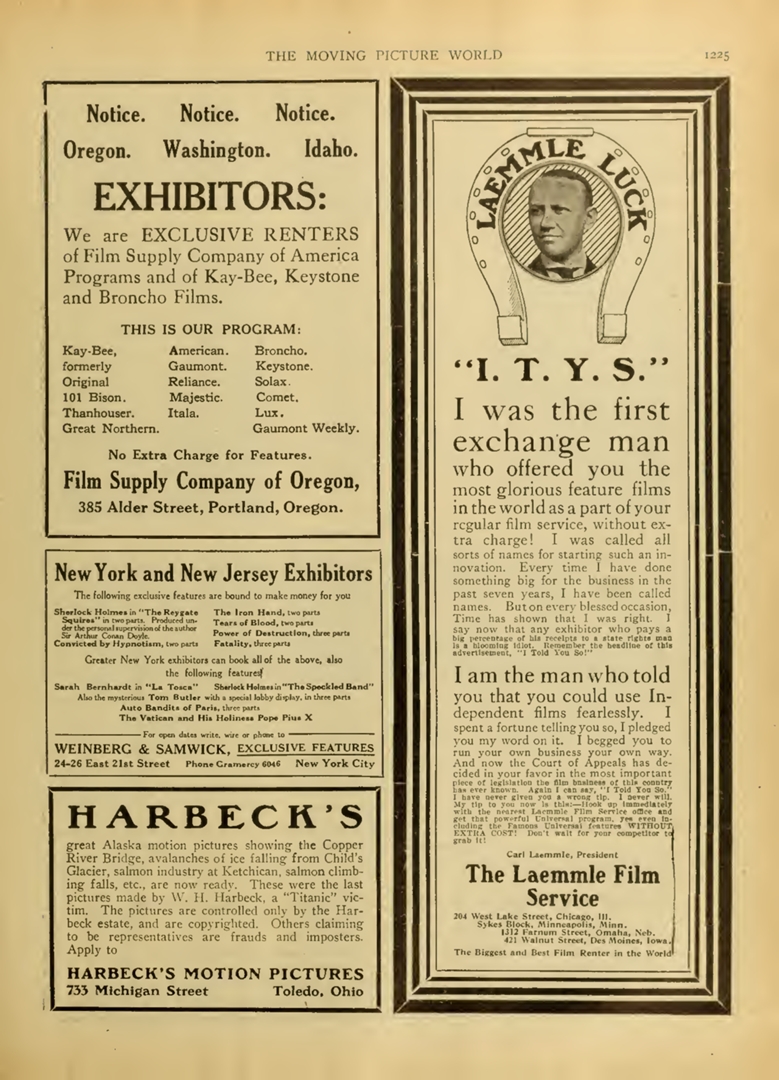 THE MOVING PICTURE WORLD
1225
Notice. Notice. Notice.
Oregon. Washington. Idaho.
EXHIBITORS:
We are EXCLUSIVE RENTERS
of Film Supply Company of America
Programs and of Kay-Bee, Keystone
and Broncho Films.
THIS IS OUR PROGRAM:
Kay-Bee, American. Broncho.
formerly Gaumont. Keystone.
Original Reliance. Solax.
101 Bison. Majestic. Comet.
Thanhouser. Itala. Lux.
Great Northern. Gaumont Weekly.
No Extra Charge for Features.
Film Supply Company of Oregon,
385 Alder Street, Portland, Oregon.
New York and New Jersey Exhibitors
The following exclusive features are bound to make money for you
Sherlock Holmes in "The Reygate
Squires" in two parts. Produced un-
der the personal supervision of the author
Sir Arthur Conan Doyle.
Convicted by Hypnotism, two parts
The Iron Hand, two parts
Tears of Blood, two parts
Power of Destruction, three parts
Fatality, three parts
Greater New York exhibitors can book all of the above, also
the following features
Sarah Bernhardt in "La Tosca" Sherlock Holmes in "The Speckled Band"
Also the mysterious Tom Butler with a special lobby display, in three parts
Auto Bandits of Paris, three parts
The Vatican and His Holiness Pope Pius X
For open dates write, wire or phone to
WEINBERG & SAMWICK, EXCLUSIVE FEATURES
24-26 East 21st Street Phone Gramercy 6046 New York City
HARBECK'S
great Alaska motion pictures showing the Copper
River Bridge, avalanches of ice falling from Child's
Glacier, salmon industry at Ketchican, salmon climb-
ing falls, etc., are now ready. These were the last
pictures made by W. H. Harbeck, a "Titanic" vic-
tim. The pictures are controlled only by the Har-
beck estate, and are copyrighted. Others claiming
to be representatives are frauds and imposters.
Apply to
HARBECK'S MOTION PICTURES
733 Michigan Street Toledo, Ohio
LAEMMLE LUCK
"I. T. Y. S."
I was the first
exchange man
who offered you the
most glorious feature films
in the world as a part of your
regular film service, without ex-
tra charge! I was called all
sorts of names for starting such an in-
novation. Every time I have done
something big for the business in the
past seven years, I have been called
names. But on every blessed occasion,
Time has shown that I was right. I
say now that any exhibitor who pays a
big percentage of his receipts to a state rights man
is a blooming idiot. Remember the headline of this
advertisement, "I Told You So!"
I am the man who told
you that you could use In-
dependent films fearlessly. I
spent a fortune telling you so, I pledged
you my word on it. I begged you to
run your own business your own way.
And now the Court of Appeals has de-
cided in your favor in the most important
piece of legislation the film business of this country
has ever known. Again I can say, "I Told You So."
I have never given you a wrong tip. I never will.
My tip to you now is this:—Hook up immediately
with the nearest Laemmle Film Service office and
get that powerful Universal program, yes even in-
cluding the Famous Universal features WITHOUT
EXTRA COST! Don't wait for your competitor to
grab it!
Carl Laemmle, President
The Laemmle Film
Service
204 West Lake Street, Chicago, Ill.
Sykes Block, Minneapolis, Minn.
1312 Farnum Street, Omaha, Neb.
421 Walnut Street, Des Moines, Iowa.
The Biggest and Best Film Renter in the World